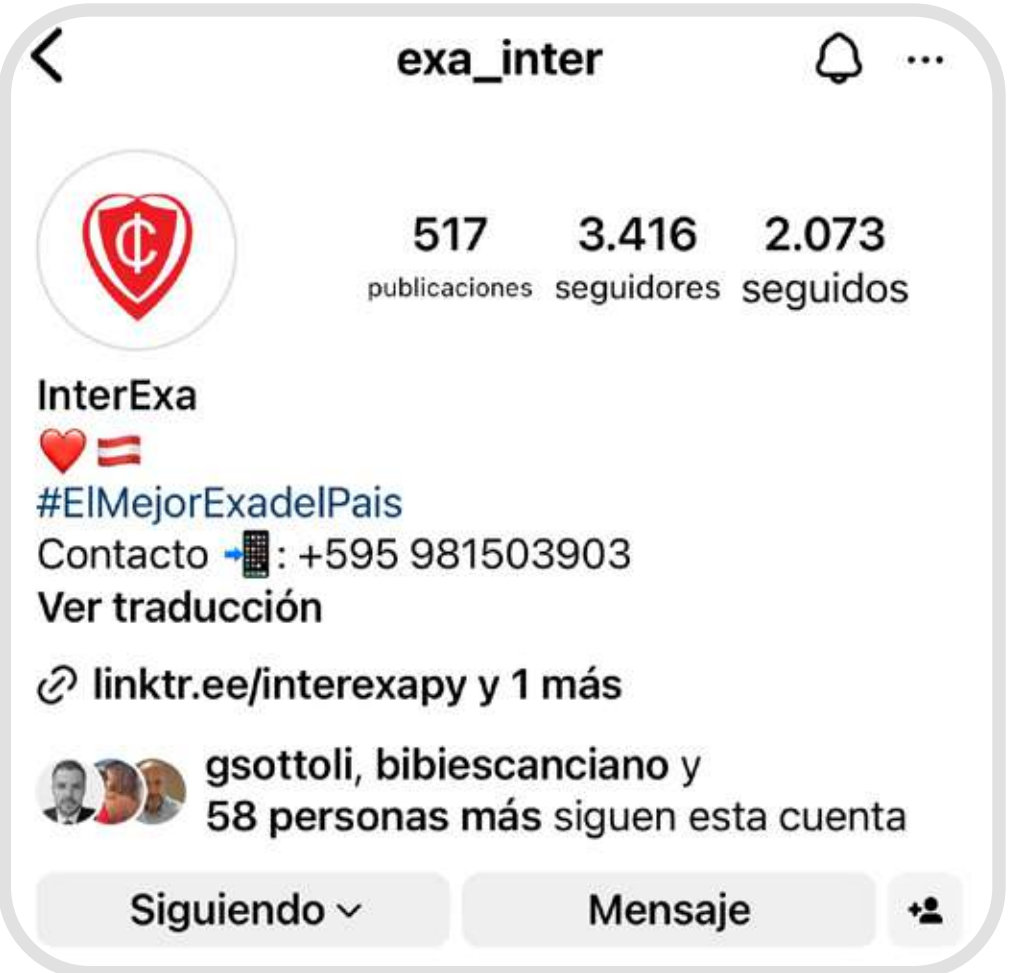 exa_inter
517 3.416 2.073
publicaciones seguidores seguidos
InterExa
❤️🇦🇹
#ElMejorExadelPais
Contacto 📲: +595 981503903
Ver traducción
linktr.ee/interexapy y 1 más
gsottoli, bibiescanciano y
58 personas más siguen esta cuenta
Siguiendo Mensaje